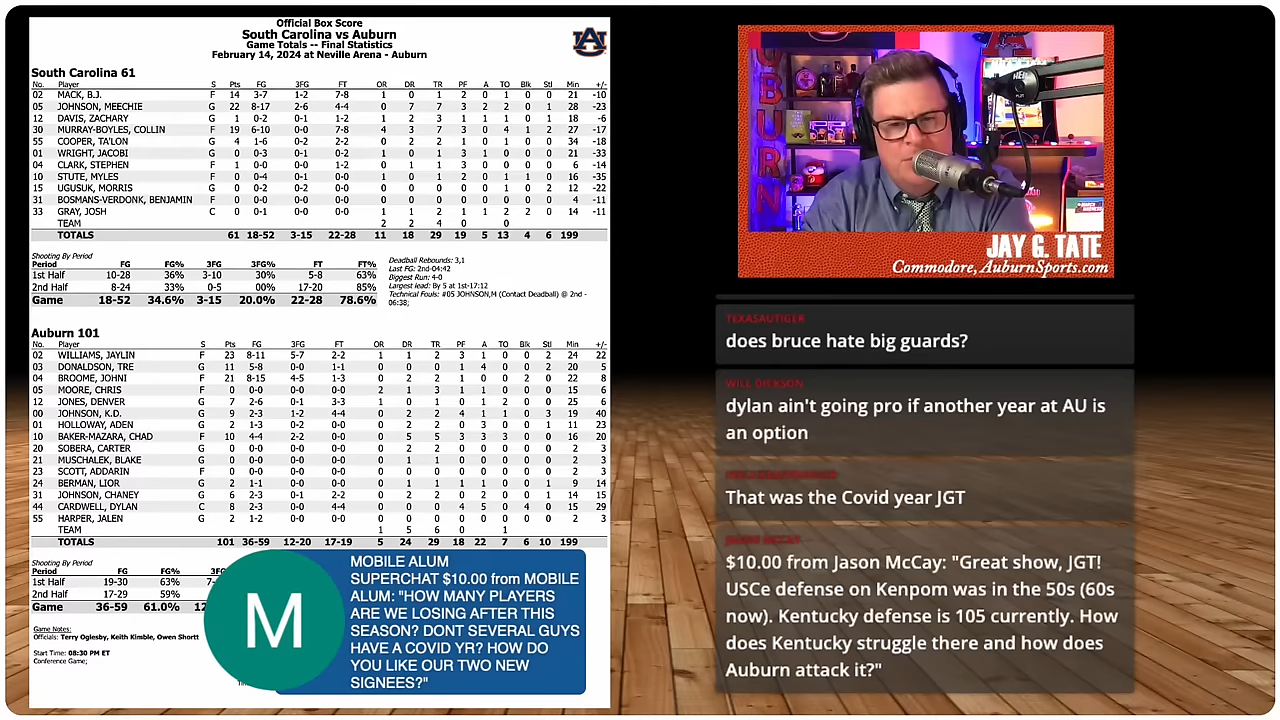 Official Box Score
South Carolina vs Auburn
Game Totals -- Final Statistics
February 14, 2024 at Neville Arena - Auburn
South Carolina 61
No. Player S Pts FG 3FG FT OR DR TR PF A TO Blk Stl Min +/-
02 MACK, B.J. F 14 3-7 1-2 7-8 1 0 1 2 0 1 0 0 21 -10
05 JOHNSON, MEECHIE G 22 8-17 2-6 4-4 0 7 7 3 2 2 0 1 28 -23
12 DAVIS, ZACHARY G 1 0-2 0-1 1-2 1 2 3 1 1 1 0 1 18 -6
30 MURRAY-BOYLES, COLLIN F 19 6-10 0-0 7-8 4 3 7 3 0 4 1 2 27 -17
55 COOPER, TA'LON G 4 1-6 0-2 2-2 0 2 2 1 0 1 0 0 34 -18
01 WRIGHT, JACOBI G 0 0-3 0-1 0-2 1 0 1 3 1 0 0 0 21 -33
04 CLARK, STEPHEN F 1 0-0 0-0 1-2 0 1 1 3 0 0 0 0 6 -14
10 STUTE, MYLES F 0 0-4 0-1 0-0 1 0 1 2 0 1 1 0 16 -35
15 UGUSUK, MORRIS G 0 0-2 0-2 0-0 0 0 0 0 0 0 0 2 12 -22
31 BOSMANS-VERDONK, BENJAMIN F 0 0-0 0-0 0-0 0 0 0 0 0 1 0 0 4 -11
33 GRAY, JOSH C 0 0-1 0-0 0-0 1 1 2 1 1 2 2 0 14 -11
TEAM 2 2 4 0 0
TOTALS 61 18-52 3-15 22-28 11 18 29 19 5 13 4 6 199
Shooting By Period
Period FG FG% 3FG 3FG% FT FT%
1st Half 10-28 36% 3-10 30% 5-8 63%
2nd Half 8-24 33% 0-5 00% 17-20 85%
Game 18-52 34.6% 3-15 20.0% 22-28 78.6%
Deadball Rebounds: 3,1
Last FG: 2nd-04:42
Biggest Run: 4-0
Largest lead: By 5 at 1st-17:12
Technical Fouls: #05 JOHNSON,M (Contact Deadball) @ 2nd -
06:38;
Auburn 101
No. Player S Pts FG 3FG FT OR DR TR PF A TO Blk Stl Min +/-
02 WILLIAMS, JAYLIN F 23 8-11 5-7 2-2 1 1 2 3 1 0 0 2 24 22
03 DONALDSON, TRE G 11 5-8 0-0 1-1 0 0 0 1 4 0 0 2 20 5
04 BROOME, JOHNI F 21 8-15 4-5 1-3 0 2 2 1 0 0 2 0 22 8
00 MOORE, CHRIS F 0 0-0 0-0 0-0 2 1 3 1 0 0 0 0 15 6
12 JONES, DENVER G 7 2-6 0-1 3-3 0 1 1 0 1 2 0 0 25 6
00 JOHNSON, K.D. G 9 2-3 1-2 4-4 0 2 2 4 1 1 0 3 19 40
01 HOLLOWAY, ADEN G 2 1-3 0-2 0-0 0 2 2 0 3 0 0 1 11 23
10 BAKER-MAZARA, CHAD F 10 4-4 2-2 0-0 0 5 5 3 3 3 0 0 16 20
20 SOBERA, CARTER G 0 0-0 0-0 0-0 0 2 2 0 0 0 0 0 2 3
21 MUSCHALEK, BLAKE G 0 0-0 0-0 0-0 0 1 1 0 0 0 0 0 2 3
23 SCOTT, ADDARIN F 0 0-0 0-0 0-0 0 0 0 0 0 0 0 0 2 3
24 BERMAN, LIOR G 2 1-1 0-0 0-0 0 1 1 1 1 0 0 1 9 14
31 JOHNSON, CHANEY G 6 2-3 0-1 2-2 1 0 1 0 2 0 0 1 14 15
44 CARDWELL, DYLAN C 8 2-3 0-0 4-4 0 0 0 4 5 0 4 0 15 29
55 HARPER, JALEN G 2 1-2 0-0 0-0 0 0 0 0 0 0 0 0 2 3
TEAM 1 5 6 1
TOTALS 101 36-59 12-20 17-19 5 24 29 18 22 7 6 10 199
Shooting By Period
Period FG FG%
1st Half 19-30 63% 7-
2nd Half 17-29 59%
Game 36-59 61.0% 12
Game Notes:
Officials: Terry Oglesby, Keith Kimble, Owen Shortt
Start Time: 08:30 PM ET
Conference Game;
M
MOBILE ALUM
SUPERCHAT $10.00 from MOBILE
ALUM: "HOW MANY PLAYERS
ARE WE LOSING AFTER THIS
SEASON? DONT SEVERAL GUYS
HAVE A COVID YR? HOW DO
YOU LIKE OUR TWO NEW
SIGNEES?"
JAY G. TATE
Commodore, AuburnSports.com
TEXASAUTIGER
does bruce hate big guards?
WILL DICKSON
dylan ain't going pro if another year at AU is
an option
That was the Covid year JGT
JASON MCCAY
$10.00 from Jason McCay: "Great show, JGT!
USCe defense on Kenpom was in the 50s (60s
now). Kentucky defense is 105 currently. How
does Kentucky struggle there and how does
Auburn attack it?"